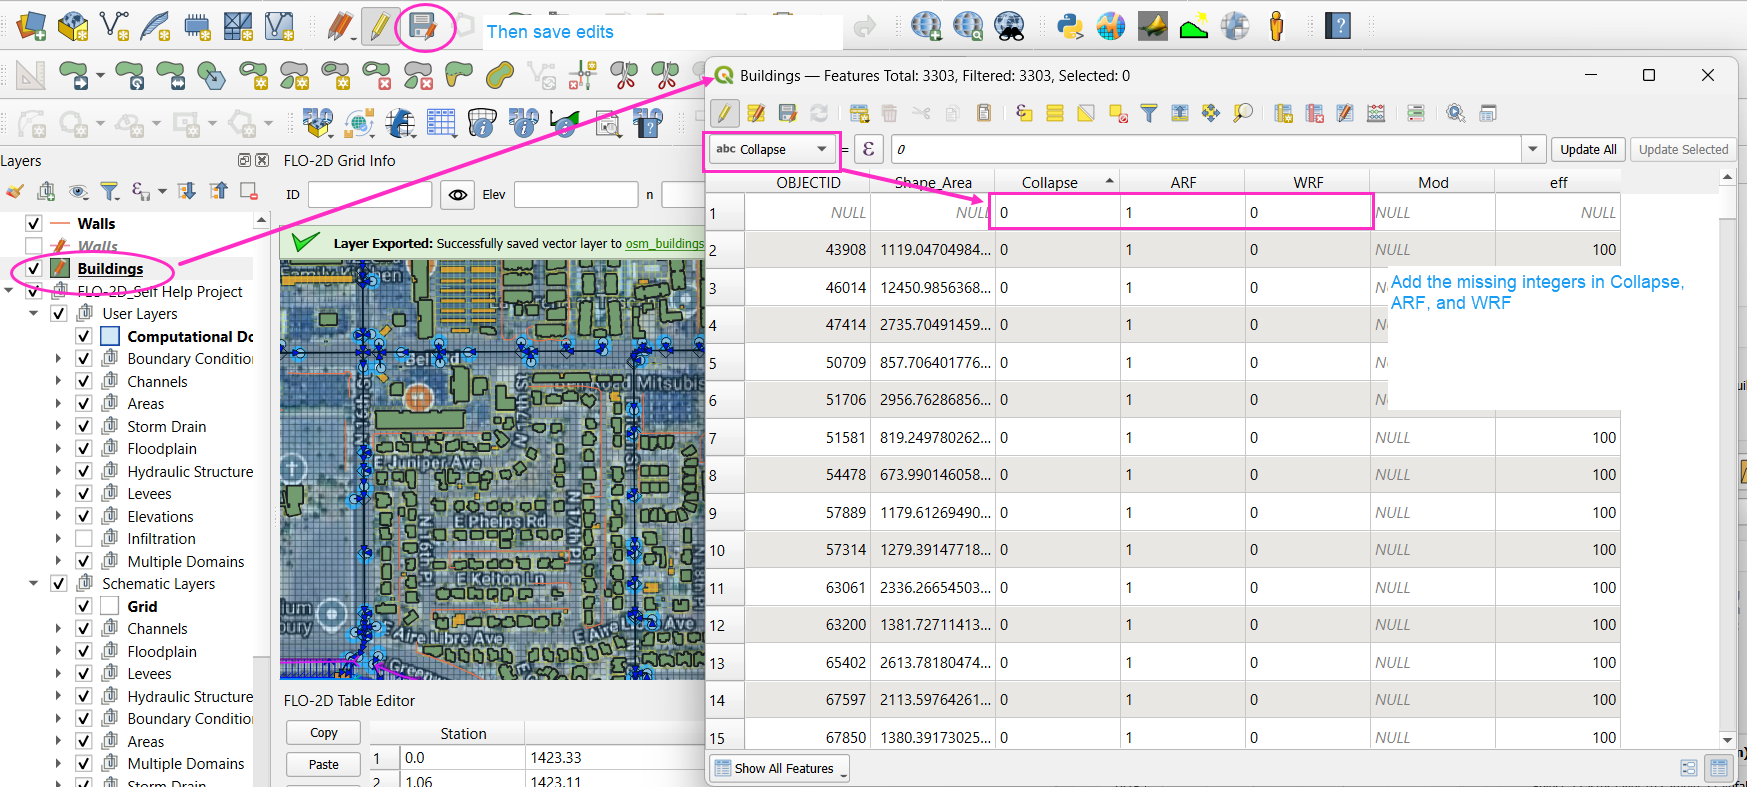 Then save edits
Buildings — Features Total: 3303, Filtered: 3303, Selected: 0
abc Collapse = ε 0 Update All Update Selected
Layers
FLO-2D Grid Info
ID Elev n
Layer Exported: Successfully saved vector layer to osm_buildings
Walls
Walls
Buildings
FLO-2D_Self Help Project
User Layers
Computational Do
Boundary Condition
Channels
Areas
Storm Drain
Floodplain
Hydraulic Structure
Levees
Elevations
Infiltration
Multiple Domains
Schematic Layers
Grid
Channels
Floodplain
Levees
Hydraulic Structure
Boundary Condition
Areas
Multiple Domains
Storm Drain
Bell Rd
Mitsubis
E Juniper Ave
E Phelps Rd
E Kelton Ln
E Aire Libre Ave
FLO-2D Table Editor
Copy
Paste
Station
1 0.0 1423.33
2 1.06 1423.11
OBJECTID Shape_Area Collapse ARF WRF Mod eff
1 NULL NULL 0 1 0 NULL NULL
2 43908 1119.04704984... 0 1 0 NULL 100
3 46014 12450.9856368... 0 1 0
4 47414 2735.70491459... 0 1 0
5 50709 857.706401776... 0 1 0
6 51706 2956.76286856... 0 1 0
7 51581 819.249780262... 0 1 0 NULL 100
8 54478 673.990146058... 0 1 0 NULL 100
9 57889 1179.61269490... 0 1 0 NULL 100
10 57314 1279.39147718... 0 1 0 NULL 100
11 63061 2336.26654503... 0 1 0 NULL 100
12 63200 1381.72711413... 0 1 0 NULL 100
13 65402 2613.78180474... 0 1 0 NULL 100
14 67597 2113.59764261... 0 1 0 NULL 100
15 67850 1380.39173025... 0 1 0 NULL 100
Add the missing integers in Collapse,
ARF, and WRF
Show All Features